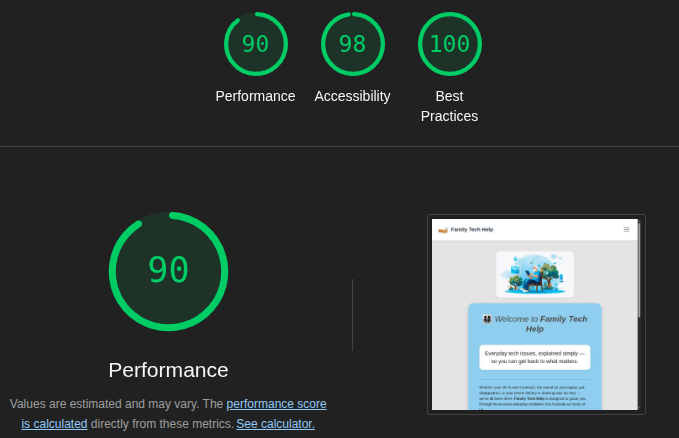 90
98
100
Performance
Accessibility
Best
Practices
90
Performance
Values are estimated and may vary. The performance score
is calculated directly from these metrics. See calculator.
Family Tech Help
Welcome to Family Tech
Help
Everyday tech issues, explained simply —
so you can get back to what matters.